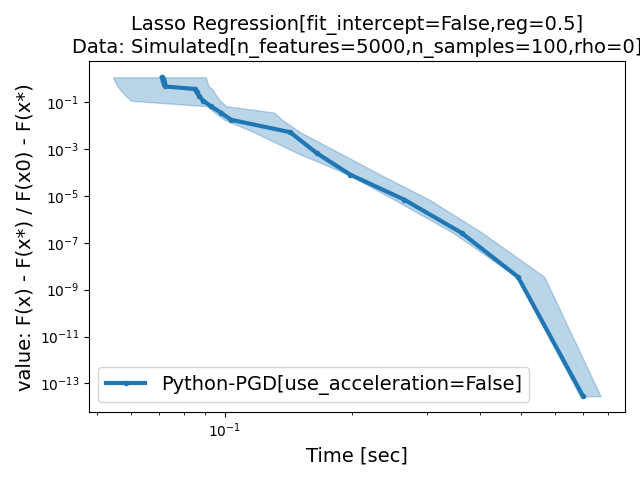 Lasso Regression[fit_intercept=False,reg=0.5]
Data: Simulated[n_features=5000,n_samples=100,rho=0]
value: F(x) - F(x*) / F(x0) - F(x*)
10⁻¹
10⁻³
10⁻⁵
10⁻⁷
10⁻⁹
10⁻¹¹
10⁻¹³
Python-PGD[use_acceleration=False]
10⁻¹
Time [sec]